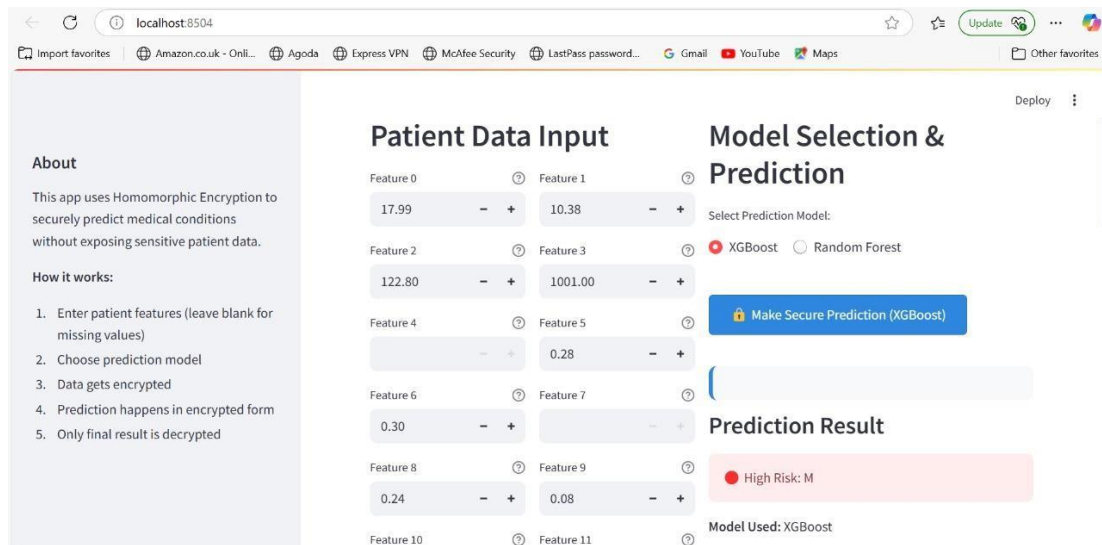 localhost:8504
Update
Import favorites
Amazon.co.uk - Onli...
Agoda
Express VPN
McAfee Security
LastPass password...
Gmail
YouTube
Maps
Other favorites
Deploy
About
This app uses Homomorphic Encryption to
securely predict medical conditions
without exposing sensitive patient data.
How it works:
1. Enter patient features (leave blank for
missing values)
2. Choose prediction model
3. Data gets encrypted
4. Prediction happens in encrypted form
5. Only final result is decrypted
Patient Data Input
Feature 0 Feature 1
17.99 - + 10.38 - +
Feature 2 Feature 3
122.80 - + 1001.00 - +
Feature 4 Feature 5
- + 0.28 - +
Feature 6 Feature 7
0.30 - + - +
Feature 8 Feature 9
0.24 - + 0.08 - +
Feature 10 Feature 11
Model Selection &
Prediction
Select Prediction Model:
XGBoost Random Forest
Make Secure Prediction (XGBoost)
Prediction Result
High Risk: M
Model Used: XGBoost